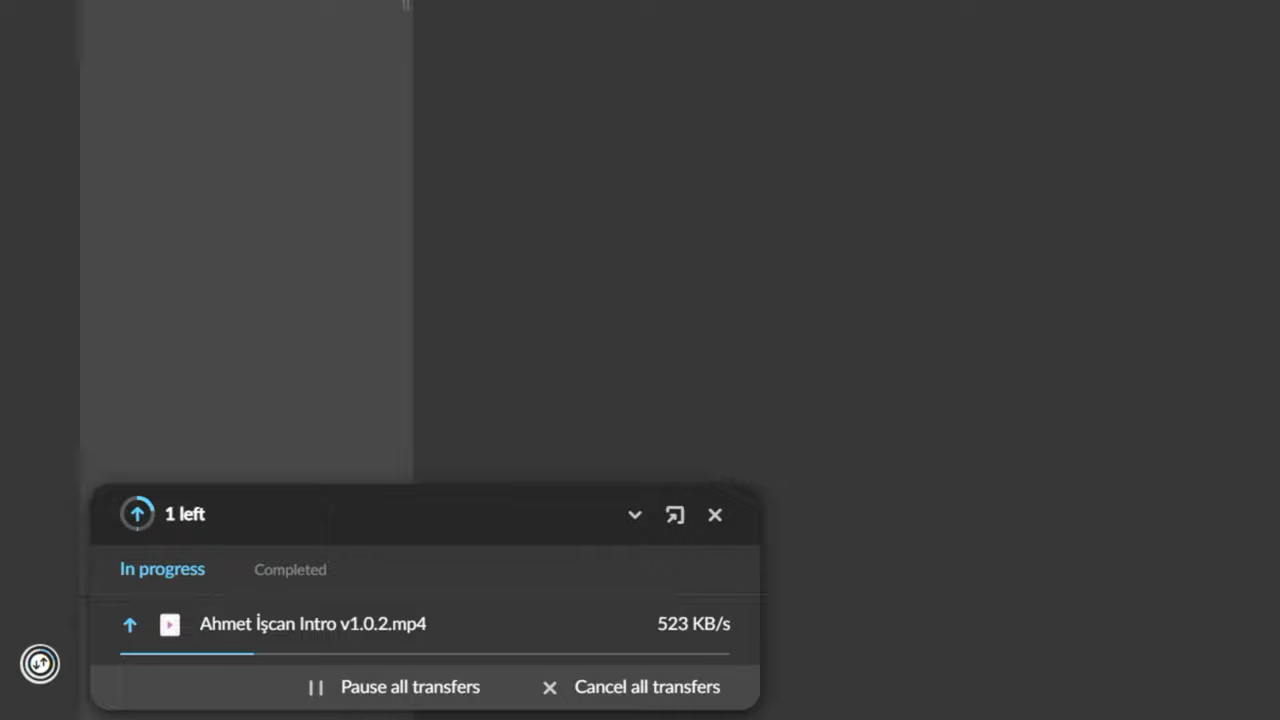 1 left
In progress
Completed
Ahmet İşcan Intro v1.0.2.mp4
523 KB/s
Pause all transfers
Cancel all transfers